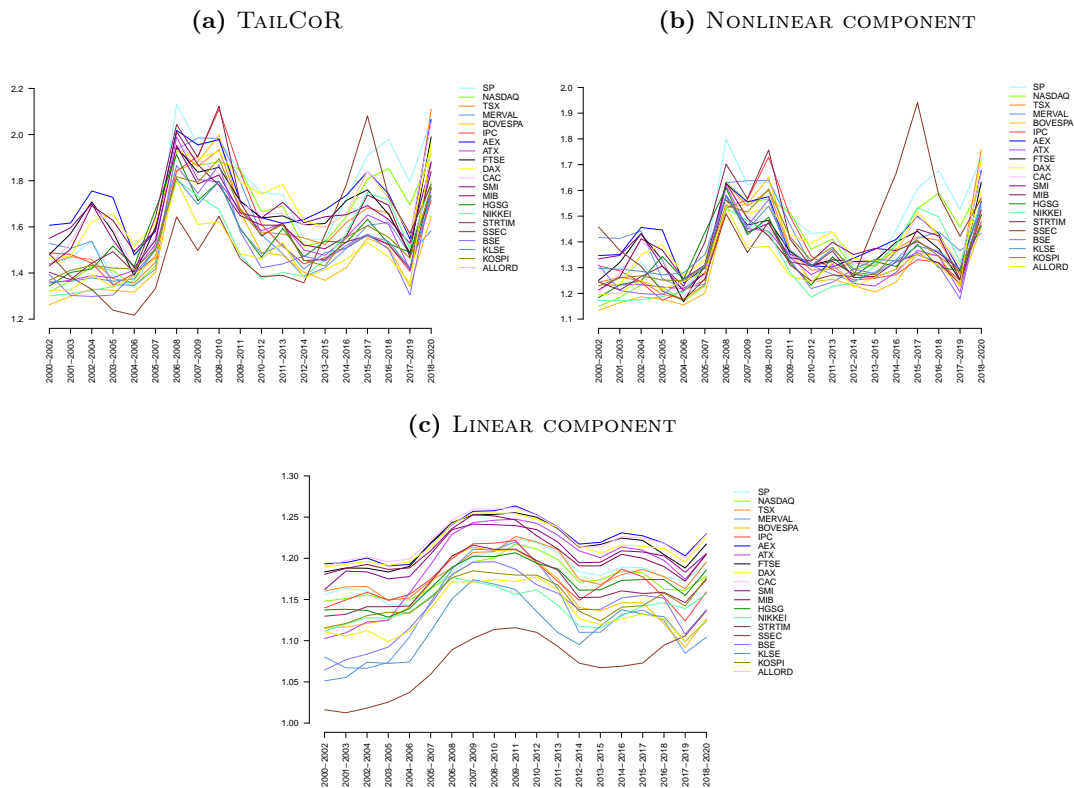 (a) TAILCOR
2.2
2.0
1.8
1.6
1.4
1.2
2000−2002
2001−2003
2002−2004
2003−2005
2004−2006
2005−2007
2006−2008
2007−2009
2008−2010
2009−2011
2010−2012
2011−2013
2012−2014
2013−2015
2014−2016
2015−2017
2016−2018
2017−2019
2018−2020
SP
NASDAQ
TSX
MERVAL
BOVESPA
IPC
AEX
ATX
FTSE
DAX
CAC
SMI
MIB
HGSG
NIKKEI
STRTIM
SSEC
BSE
KLSE
KOSPI
ALLORD
(b) NONLINEAR COMPONENT
2.0
1.9
1.8
1.7
1.6
1.5
1.4
1.3
1.2
1.1
2000−2002
2001−2003
2002−2004
2003−2005
2004−2006
2005−2007
2006−2008
2007−2009
2008−2010
2009−2011
2010−2012
2011−2013
2012−2014
2013−2015
2014−2016
2015−2017
2016−2018
2017−2019
2018−2020
SP
NASDAQ
TSX
MERVAL
BOVESPA
IPC
AEX
ATX
FTSE
DAX
CAC
SMI
MIB
HGSG
NIKKEI
STRTIM
SSEC
BSE
KLSE
KOSPI
ALLORD
(c) LINEAR COMPONENT
1.30
1.25
1.20
1.15
1.10
1.05
1.00
2000−2002
2001−2003
2002−2004
2003−2005
2004−2006
2005−2007
2006−2008
2007−2009
2008−2010
2009−2011
2010−2012
2011−2013
2012−2014
2013−2015
2014−2016
2015−2017
2016−2018
2017−2019
2018−2020
SP
NASDAQ
TSX
MERVAL
BOVESPA
IPC
AEX
ATX
FTSE
DAX
CAC
SMI
MIB
HGSG
NIKKEI
STRTIM
SSEC
BSE
KLSE
KOSPI
ALLORD